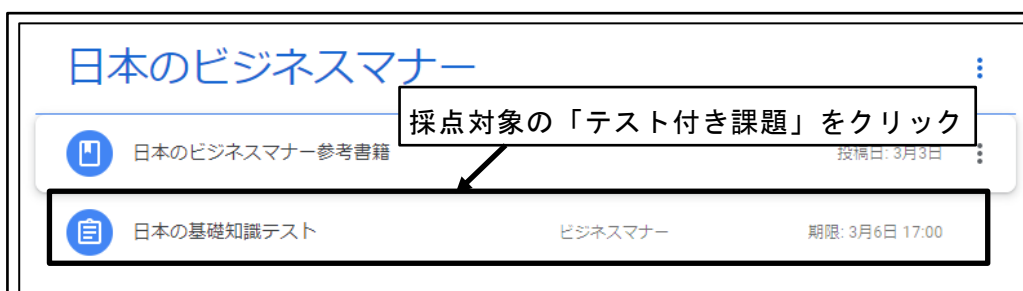 日本のビジネスマナー
採点対象の「テスト付き課題」をクリック
日本のビジネスマナー参考書籍 投稿日: 3月3日
日本の基礎知識テスト ビジネスマナー 期限: 3月6日 17:00